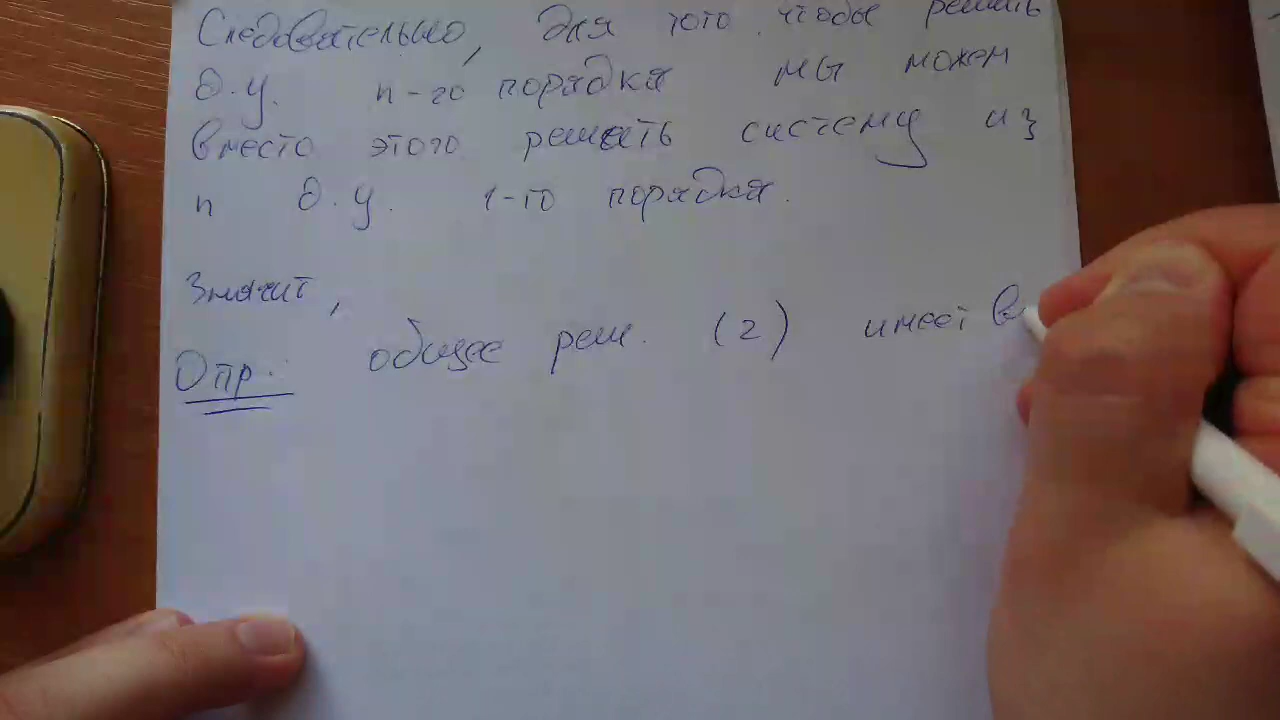 Следовательно, для того, чтобы решить
д.у. n-го порядка мы можем
вместо этого решать систему из
n д.у. 1-го порядка.
Значит,
Опр. общее реш. (2) имеет в